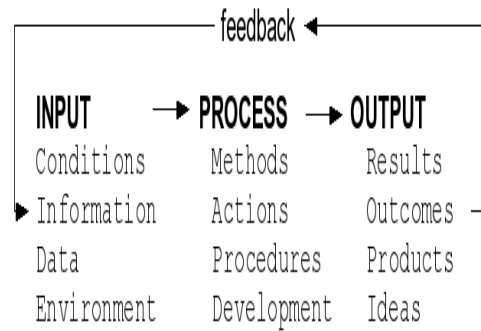 feedback
INPUT PROCESS OUTPUT
Conditions Methods Results
Information Actions Outcomes
Data Procedures Products
Environment Development Ideas